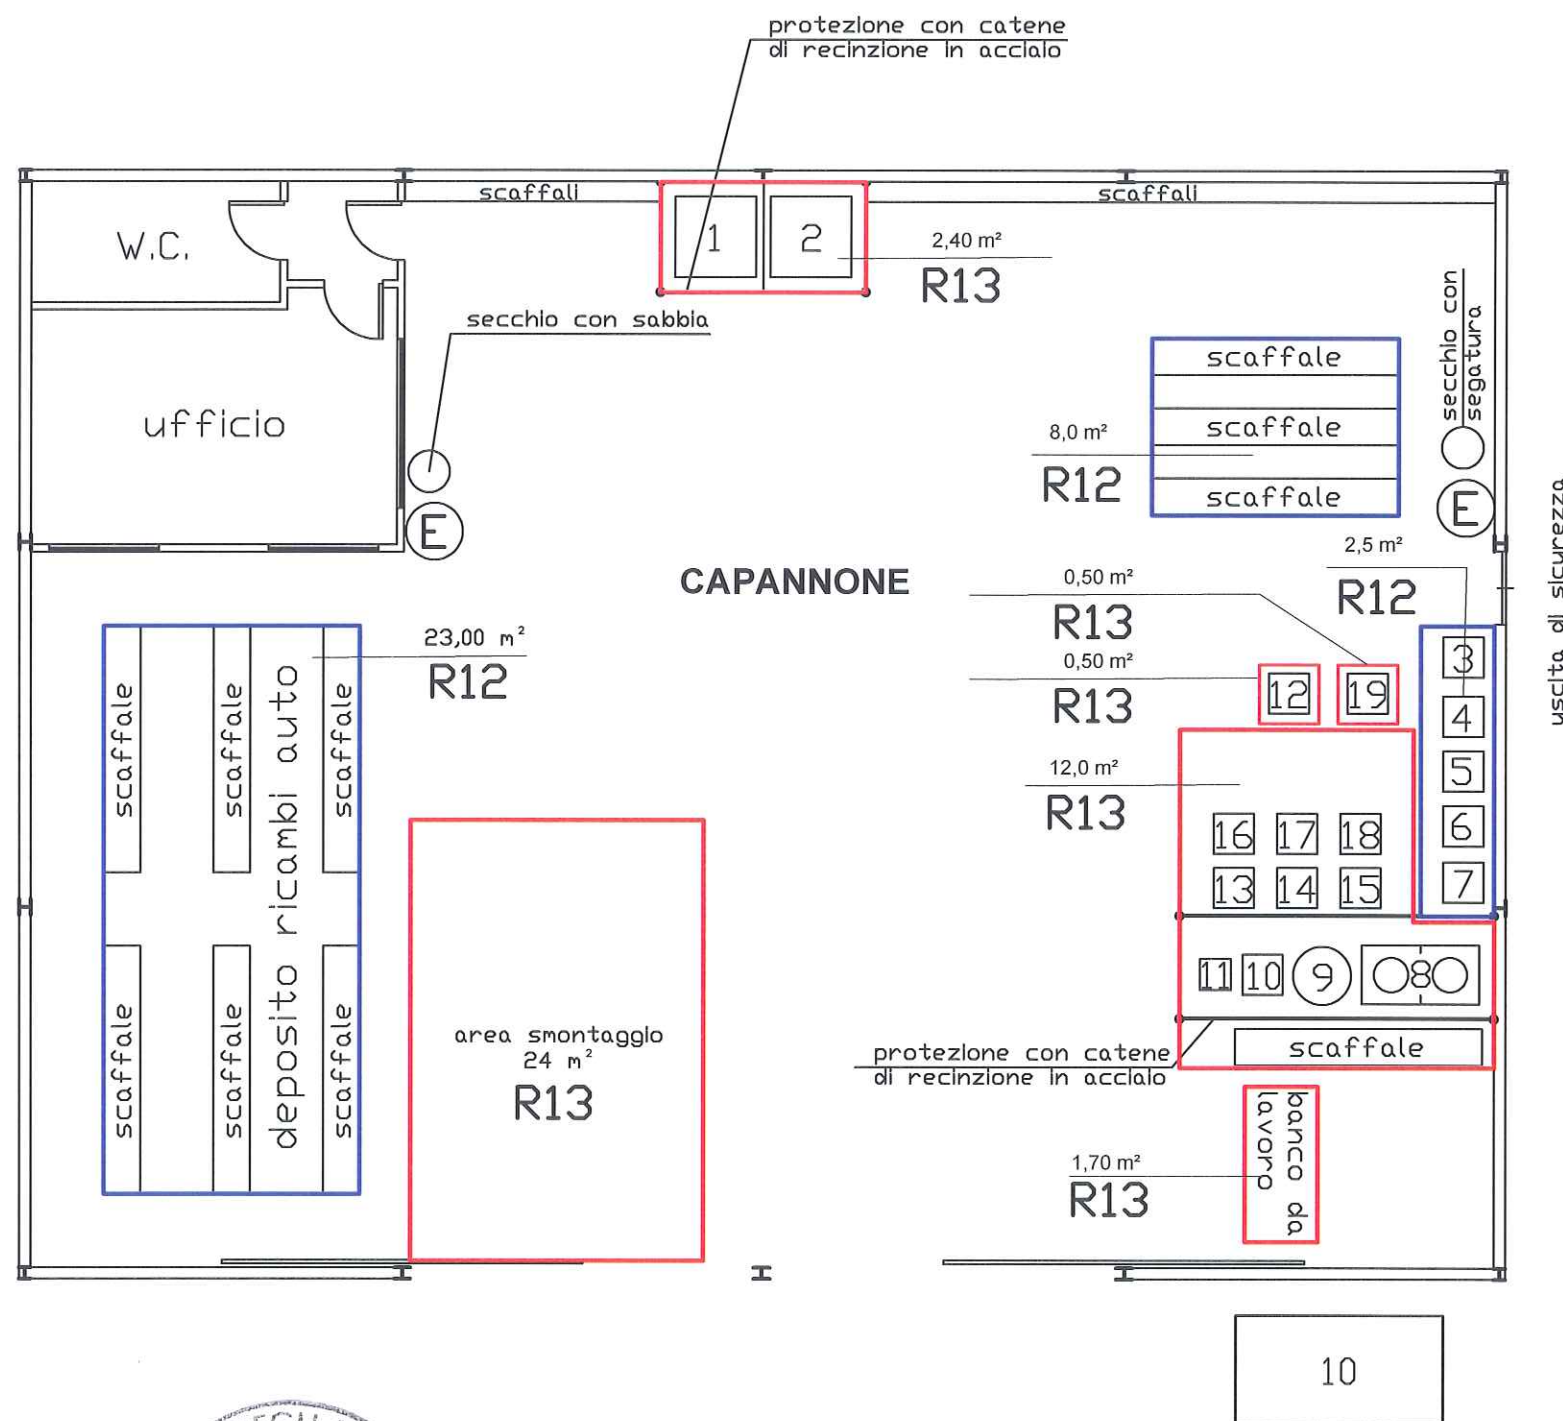 protezione con catene
di recinzione in acciaio
scaffali
scaffali
W.C.
1
2
2,40 m²
R13
secchio con
segatura
secchio con sabbia
scaffale
scaffale
scaffale
8,0 m²
R12
ufficio
E
E
uscita di sicurezza
2,5 m²
R12
CAPANNONE
0,50 m²
R13
0,50 m²
R13
12
19
3
4
5
6
7
23,00 m²
R12
scaffale
scaffale
scaffale
deposito ricambi auto
scaffale
scaffale
scaffale
12,0 m²
R13
16
17
18
13
14
15
11
10
9
8
area smontaggio
24 m²
R13
protezione con catene
di recinzione in acciaio
scaffale
banco da
lavoro
1,70 m²
R13
10